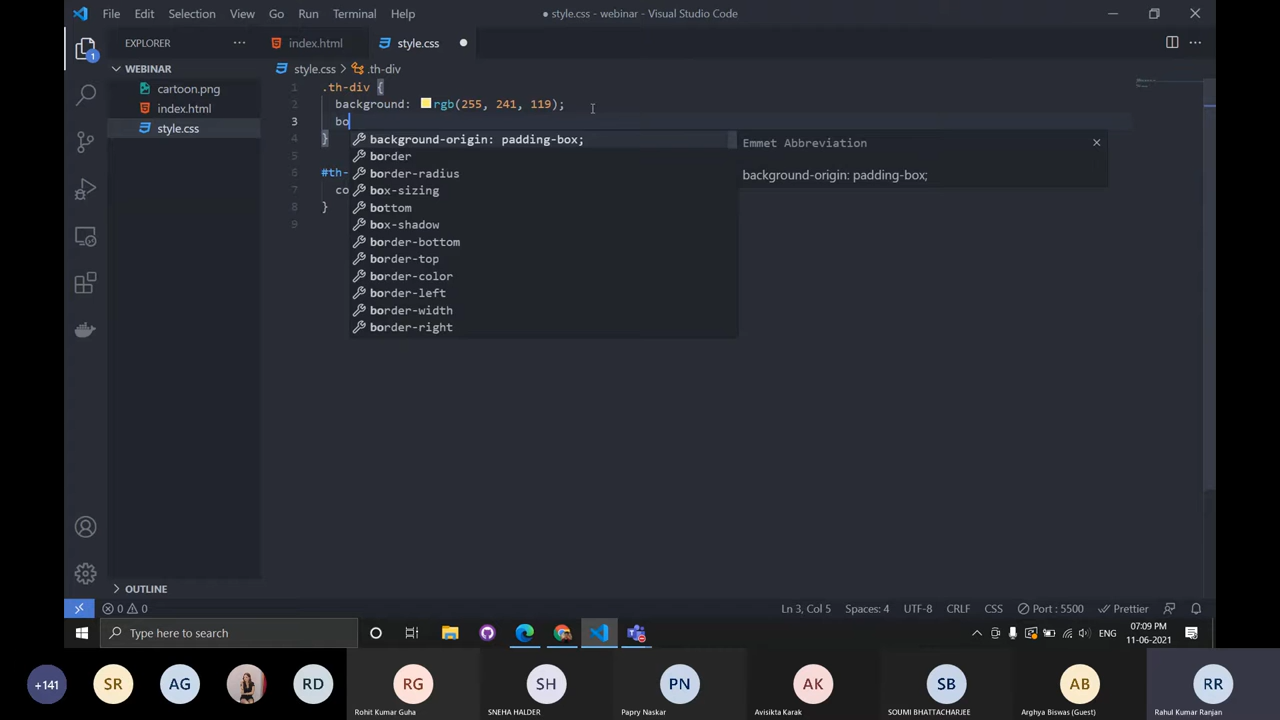 File Edit Selection View Go Run Terminal Help
● style.css - webinar - Visual Studio Code
EXPLORER
index.html
style.css
WEBINAR
cartoon.png
index.html
style.css
style.css > .th-div
1 .th-div {
2 background: rgb(255, 241, 119);
3 bo
4 }
5
6 #th-
7 co
8 }
9
background-origin: padding-box;
border
border-radius
box-sizing
bottom
box-shadow
border-bottom
border-top
border-color
border-left
border-width
border-right
Emmet Abbreviation
background-origin: padding-box;
1
OUTLINE
0 0
Ln 3, Col 5 Spaces: 4 UTF-8 CRLF CSS Port : 5500 Prettier
Type here to search
ENG
07:09 PM
11-06-2021
+141 SR AG RD RG SH PN AK SB AB RR
Rohit Kumar Guha SNEHA HALDER Papry Naskar Avisikta Karak SOUMI BHATTACHARJEE Arghya Biswas (Guest) Rahul Kumar Ranjan